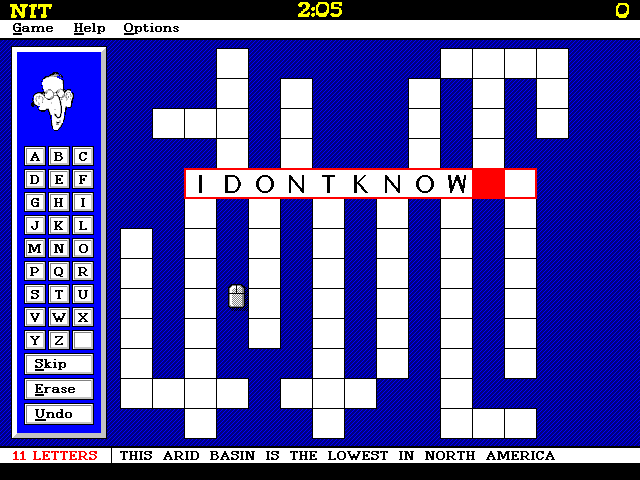 NIT 2:05 0
Game Help Options
I D O N T K N O W
A B C
D E F
G H I
J K L
M N O
P Q R
S T U
V W X
Y Z
Skip
Erase
Undo
11 LETTERS THIS ARID BASIN IS THE LOWEST IN NORTH AMERICA